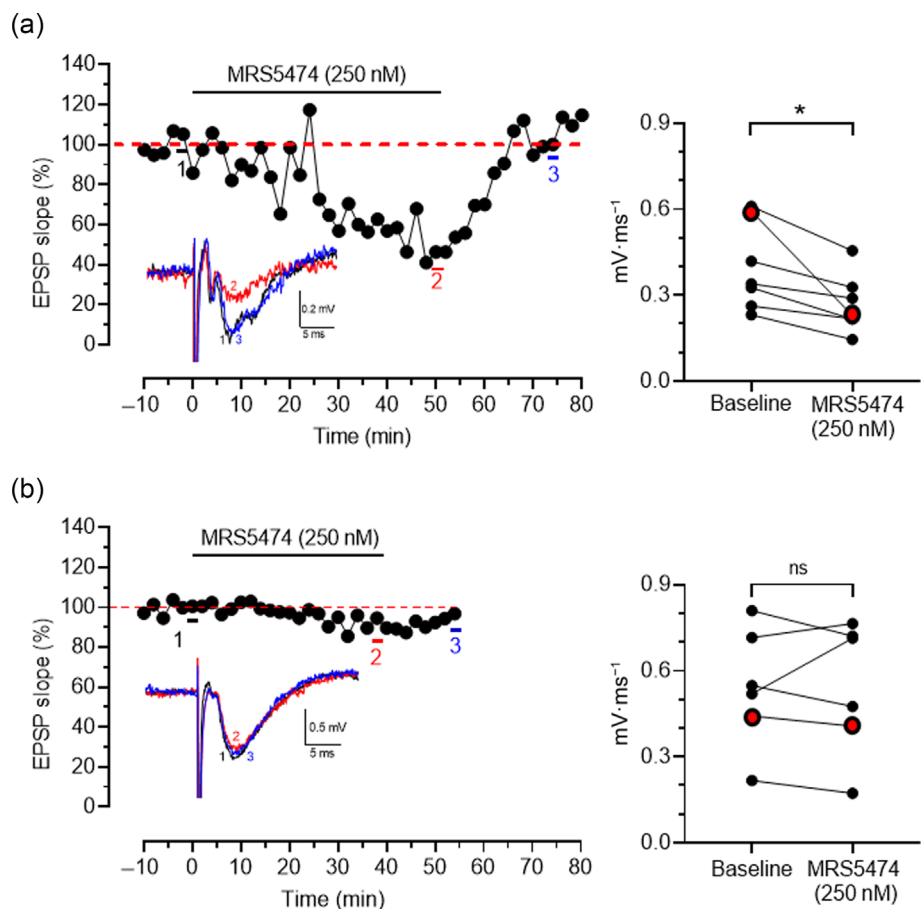 (a)
MRS5474 (250 nM)
EPSP slope (%)
140
120
100
80
60
40
20
0
1
2
3
2
1 3
0.2 mV
5 ms
–10 0 10 20 30 40 50 60 70 80
Time (min)
*
mV·ms⁻¹
0.9
0.6
0.3
0.0
Baseline MRS5474
(250 nM)
(b)
MRS5474 (250 nM)
EPSP slope (%)
140
120
100
80
60
40
20
0
1
2
3
2
1 3
0.5 mV
5 ms
–10 0 10 20 30 40 50 60 70 80
Time (min)
ns
mV·ms⁻¹
0.9
0.6
0.3
0.0
Baseline MRS5474
(250 nM)